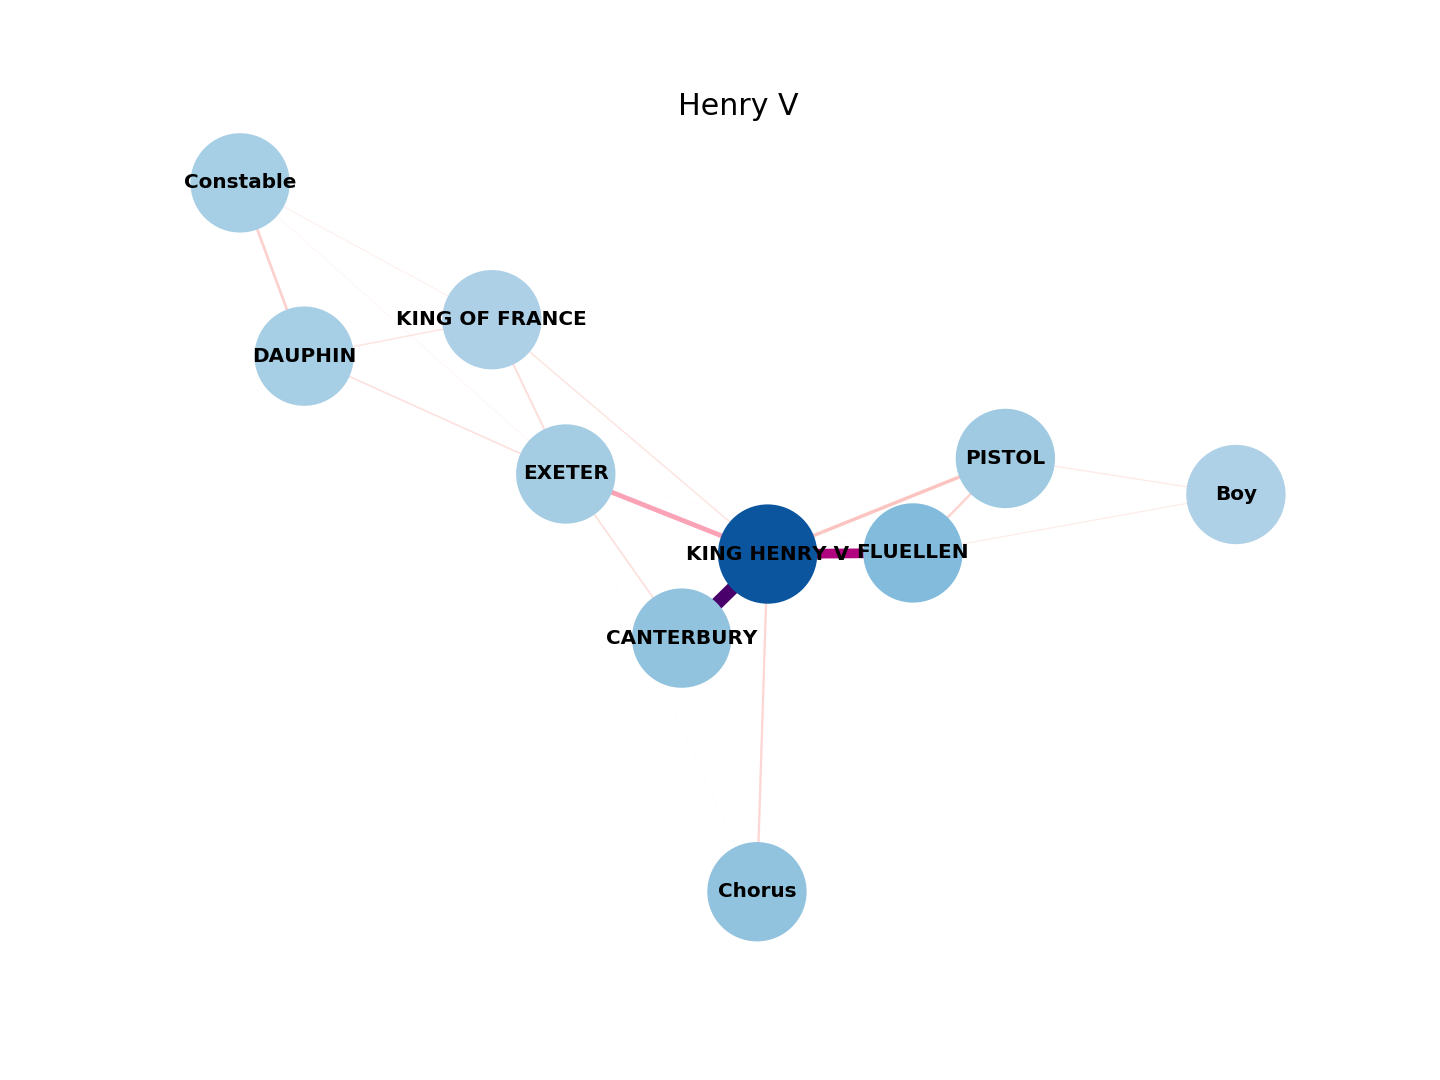 Henry V
Constable
KING OF FRANCE
DAUPHIN
EXETER
PISTOL
Boy
KING HENRY V
FLUELLEN
CANTERBURY
Chorus